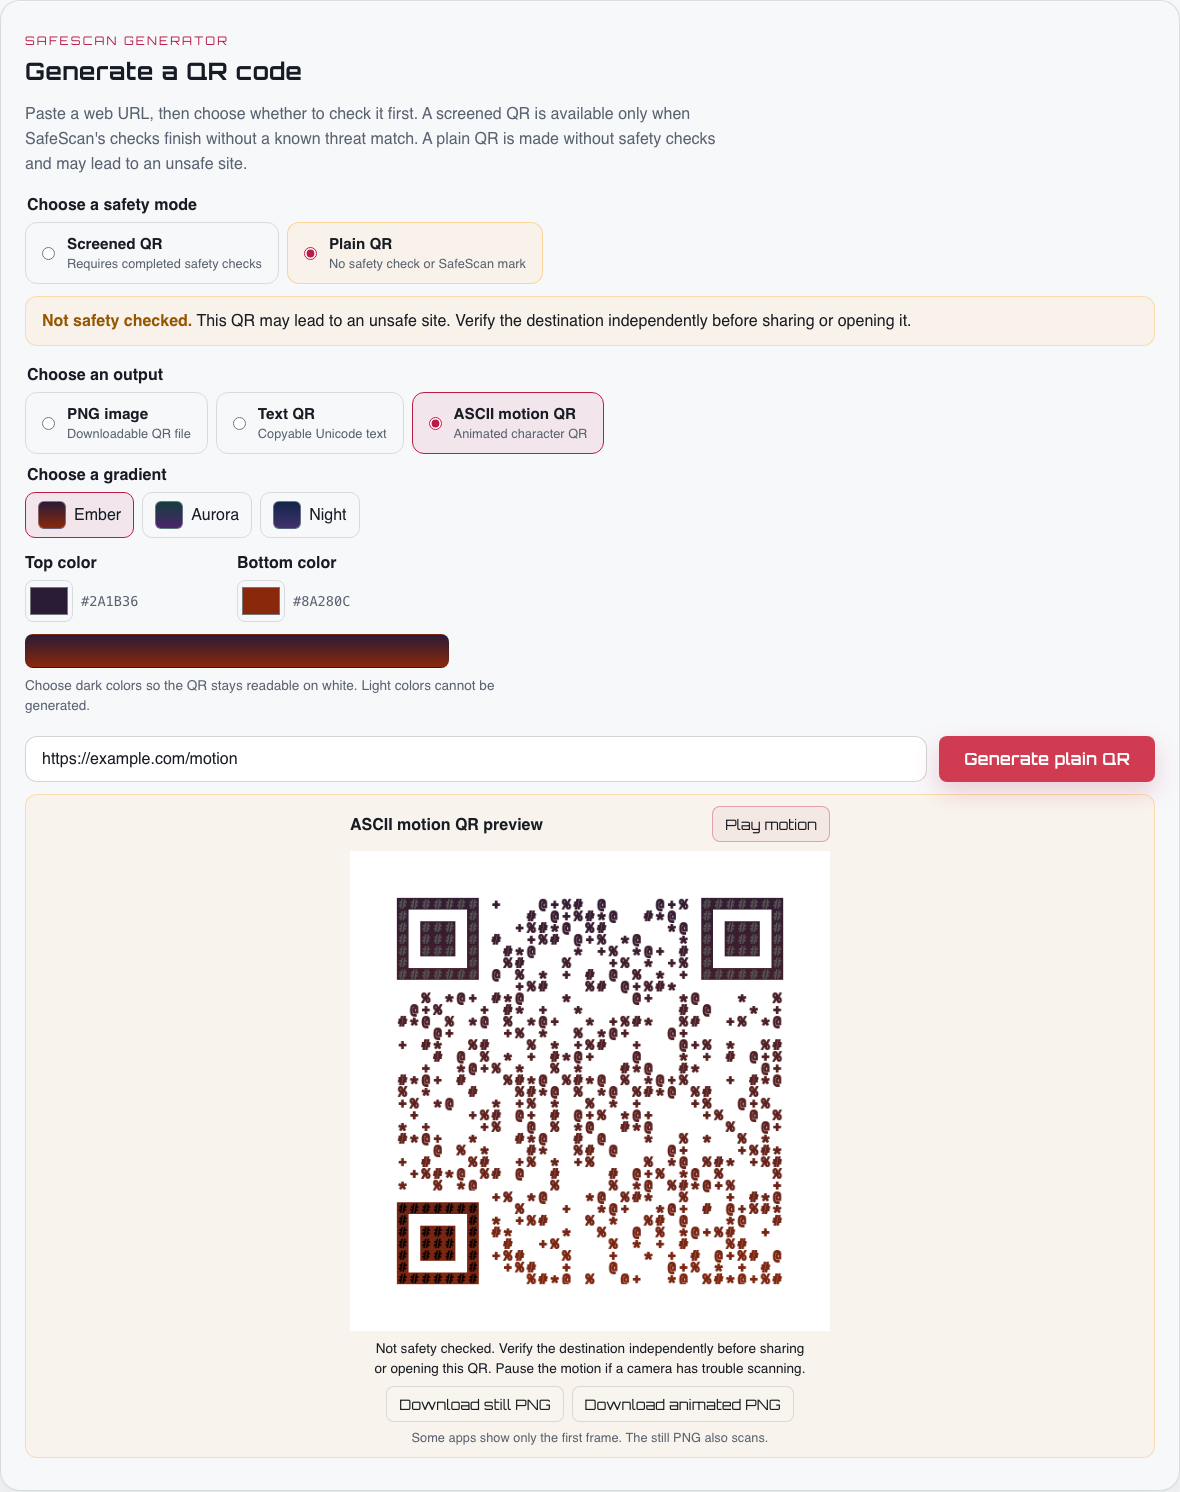 SAFESCAN GENERATOR
Generate a QR code
Paste a web URL, then choose whether to check it first. A screened QR is available only when
SafeScan's checks finish without a known threat match. A plain QR is made without safety checks
and may lead to an unsafe site.
Choose a safety mode
Screened QR
Requires completed safety checks
Plain QR
No safety check or SafeScan mark
Not safety checked. This QR may lead to an unsafe site. Verify the destination independently before sharing or opening it.
Choose an output
PNG image
Downloadable QR file
Text QR
Copyable Unicode text
ASCII motion QR
Animated character QR
Choose a gradient
Ember
Aurora
Night
Top color
Bottom color
#2A1B36
#8A280C
Choose dark colors so the QR stays readable on white. Light colors cannot be
generated.
https://example.com/motion
Generate plain QR
ASCII motion QR preview
Play motion
Not safety checked. Verify the destination independently before sharing
or opening this QR. Pause the motion if a camera has trouble scanning.
Download still PNG
Download animated PNG
Some apps show only the first frame. The still PNG also scans.